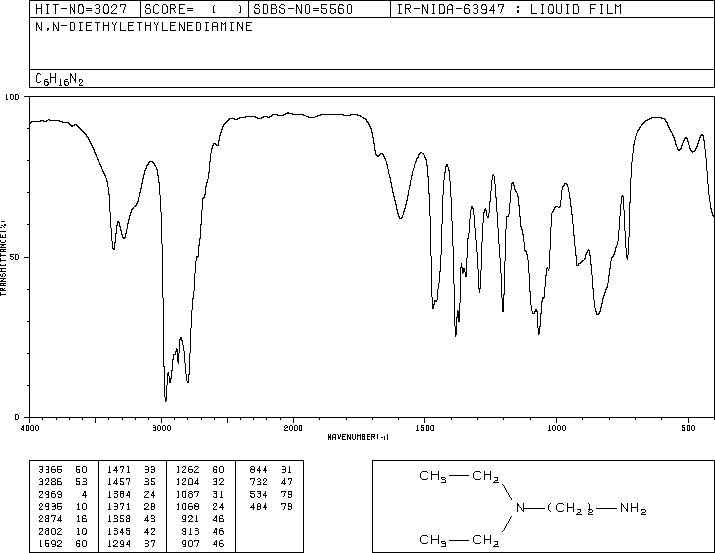 HIT-NO=3027 SCORE= ( ) SDBS-NO=5560 IR-NIDA-63947 : LIQUID FILM
N,N-DIETHYLETHYLENEDIAMINE
C6H16N2
100
TRANSMITTANCE(%)
50
0
4000 3000 2000 1500 1000 500
WAVENUMBER(-1)
3365 50 1471 33 1262 60 844 31
3286 53 1457 35 1204 32 732 47
2969 4 1384 24 1087 31 534 79
2935 10 1371 28 1068 24 484 79
2874 16 1358 43 921 46
2802 10 1345 42 913 46
1592 60 1294 37 907 46
CH3 CH2
N (CH2)2 NH2
CH3 CH2